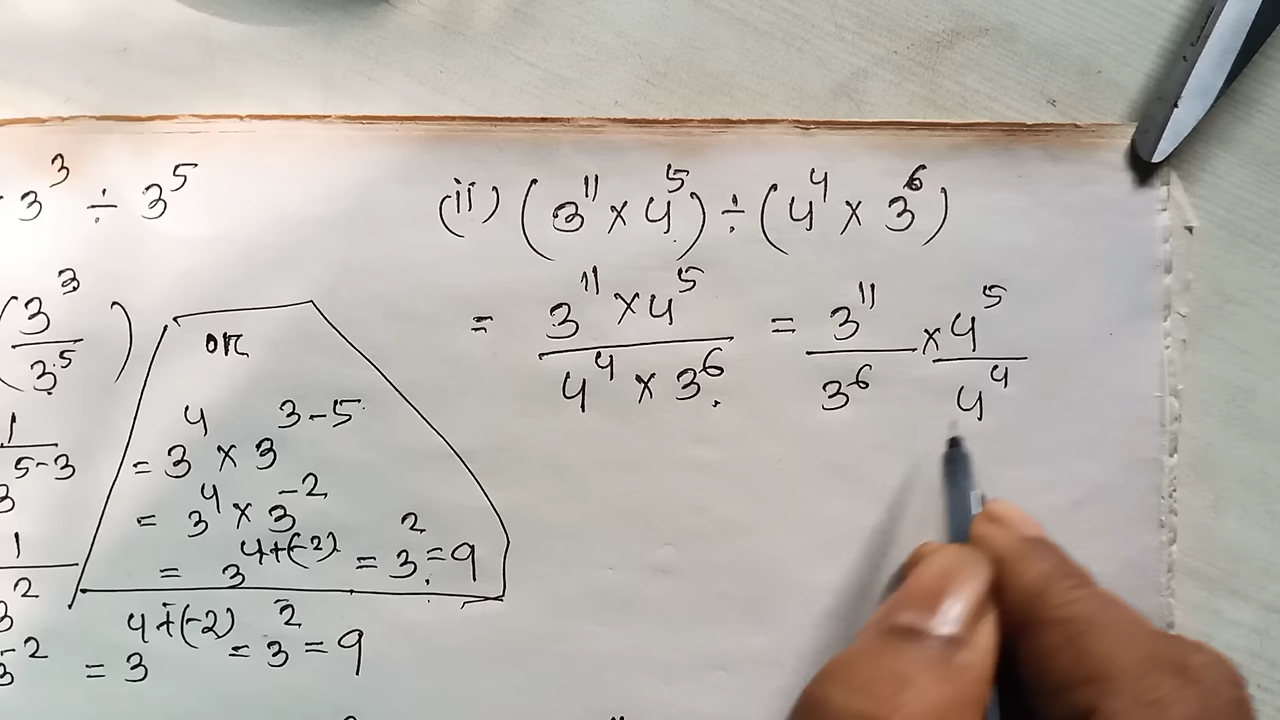 3³ ÷ 3⁵
(3³/3⁵)
1/3⁵⁻³
1/3²
3⁻² = 3⁴⁺⁽⁻²⁾ = 3² = 9
or
= 3⁴ × 3³⁻⁵
= 3⁴ × 3⁻²
= 3⁴⁺⁽⁻²⁾ = 3² = 9
(ii) (3¹¹ × 4⁵) ÷ (4⁴ × 3⁶)
= (3¹¹ × 4⁵)/(4⁴ × 3⁶) = 3¹¹/3⁶ × 4⁵/4⁴